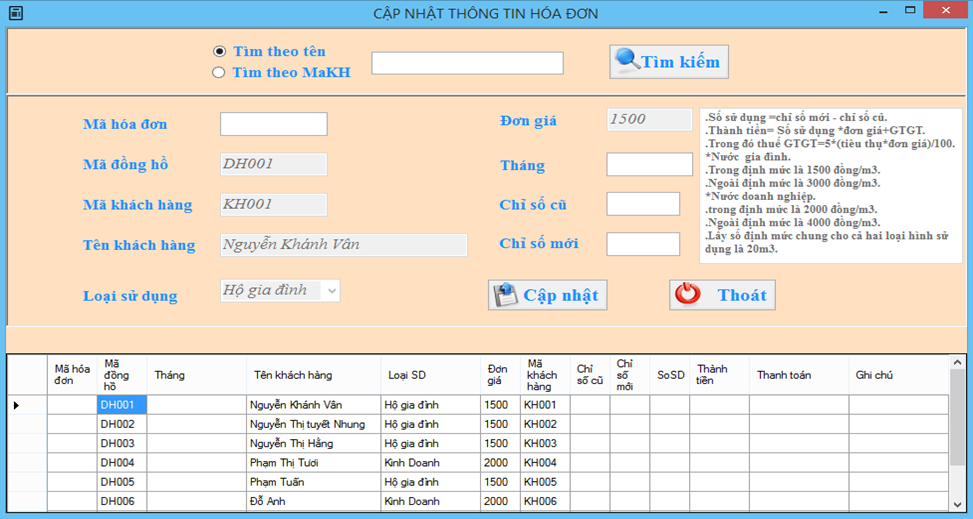 CẬP NHẬT THÔNG TIN HÓA ĐƠN
Tìm theo tên
Tìm theo MaKH
Tìm kiếm
Mã hóa đơn
Mã đồng hồ DH001
Mã khách hàng KH001
Tên khách hàng Nguyễn Khánh Vân
Loại sử dụng Hộ gia đình
Đơn giá 1500
Tháng
Chỉ số cũ
Chỉ số mới
Cập nhật
Thoát
.Số sử dụng =chỉ số mới - chỉ số cũ.
.Thành tiền= Số sử dụng *đơn giá+GTGT.
.Trong đó thuế GTGT=5*(tiêu thụ*đơn giá)/100.
*Nước gia đình.
.Trong định mức là 1500 đồng/m3.
.Ngoài định mức là 3000 đồng/m3.
*Nước doanh nghiệp.
.trong định mức là 2000 đồng/m3.
.Ngoài định mức là 4000 đồng/m3.
.Lấy số định mức chung cho cả hai loại hình sử
dụng là 20m3.
Mã hóa đơn Mã đồng hồ Tháng Tên khách hàng Loại SD Đơn giá Mã khách hàng Chỉ số cũ Chỉ số mới SoSD Thành tiền Thanh toán Ghi chú
DH001 Nguyễn Khánh Vân Hộ gia đình 1500 KH001
DH002 Nguyễn Thị tuyết Nhung Hộ gia đình 1500 KH002
DH003 Nguyễn Thị Hằng Hộ gia đình 1500 KH003
DH004 Phạm Thị Tươi Kinh Doanh 2000 KH004
DH005 Phạm Tuấn Hộ gia đình 1500 KH005
DH006 Đỗ Anh Kinh Doanh 2000 KH006